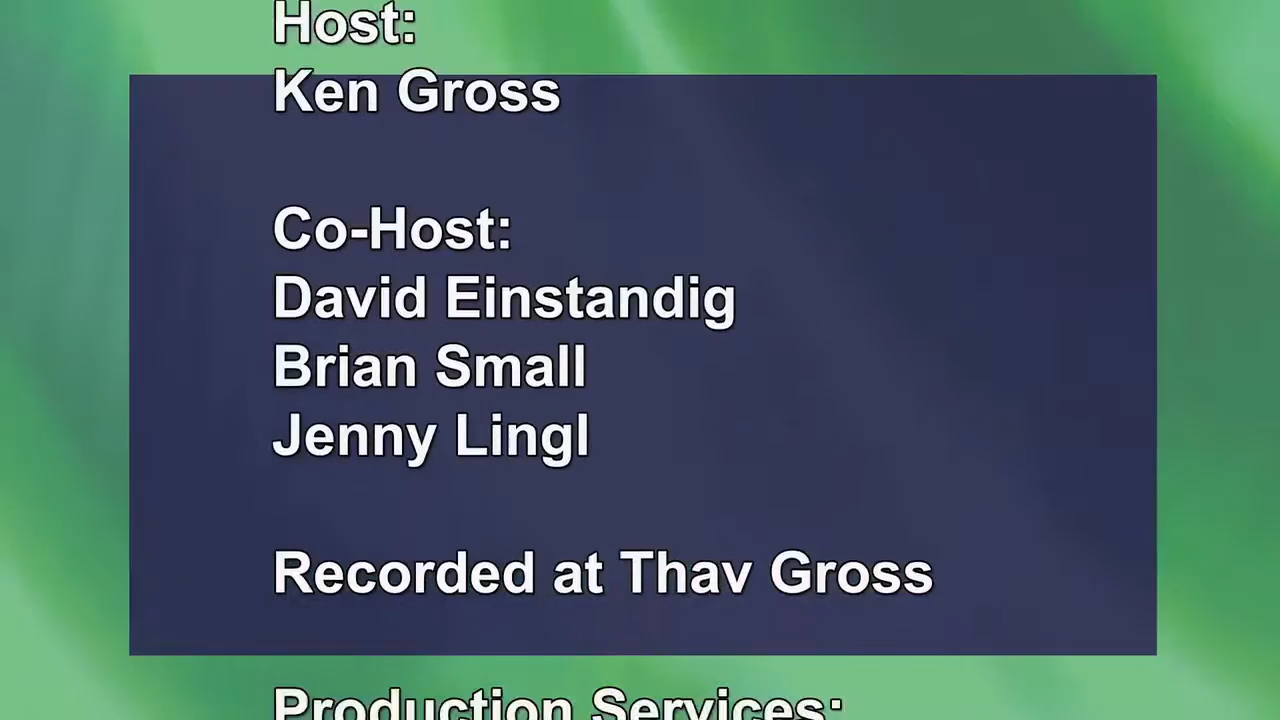 Host:
Ken Gross
Co-Host:
David Einstandig
Brian Small
Jenny Lingl
Recorded at Thav Gross
Production Services: